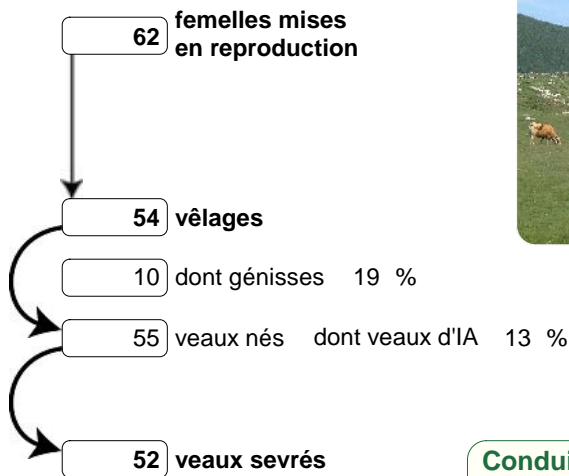 62 femelles mises
en reproduction
54 vêlages
10 dont génisses 19 %
55 veaux nés dont veaux d'IA 13 %
52 veaux sevrés